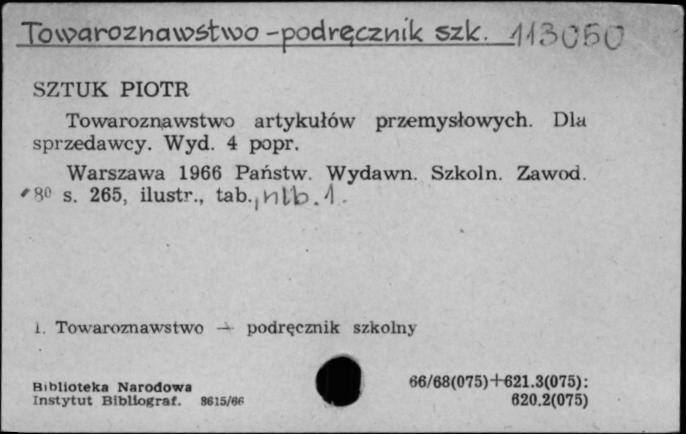 Towaroznawstwo - podręcznik szk. 113050
SZTUK PIOTR
Towaroznawstwo artykułów przemysłowych. Dla
sprzedawcy. Wyd. 4 popr.
Warszawa 1966 Państw. Wydawn. Szkoln. Zawod.
8⁰ s. 265, ilustr., tab., nlb. 1.
1. Towaroznawstwo — podręcznik szkolny
Biblioteka Narodowa
Instytut Bibliograf. 8615/66
66/68(075)+621.3(075):
620.2(075)